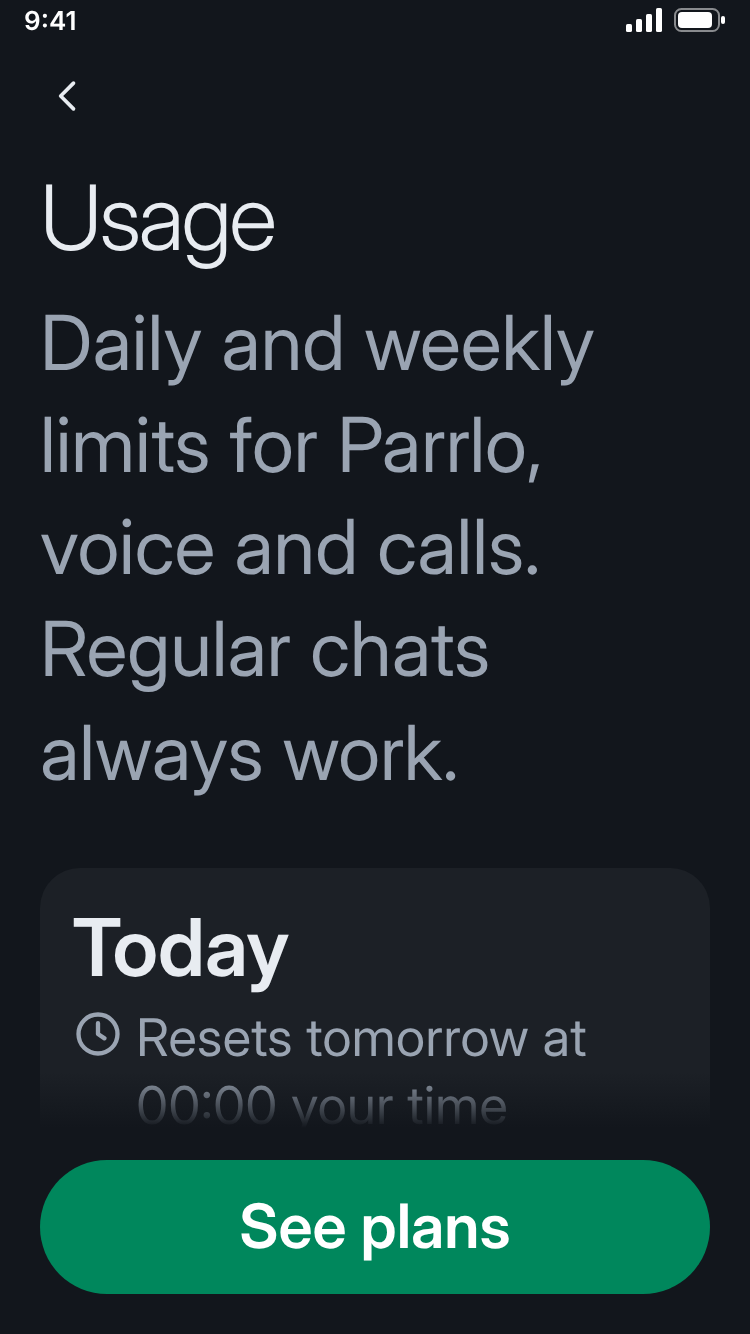 9:41
Usage
Daily and weekly
limits for Parrlo,
voice and calls.
Regular chats
always work.
Today
Resets tomorrow at
00:00 your time
See plans